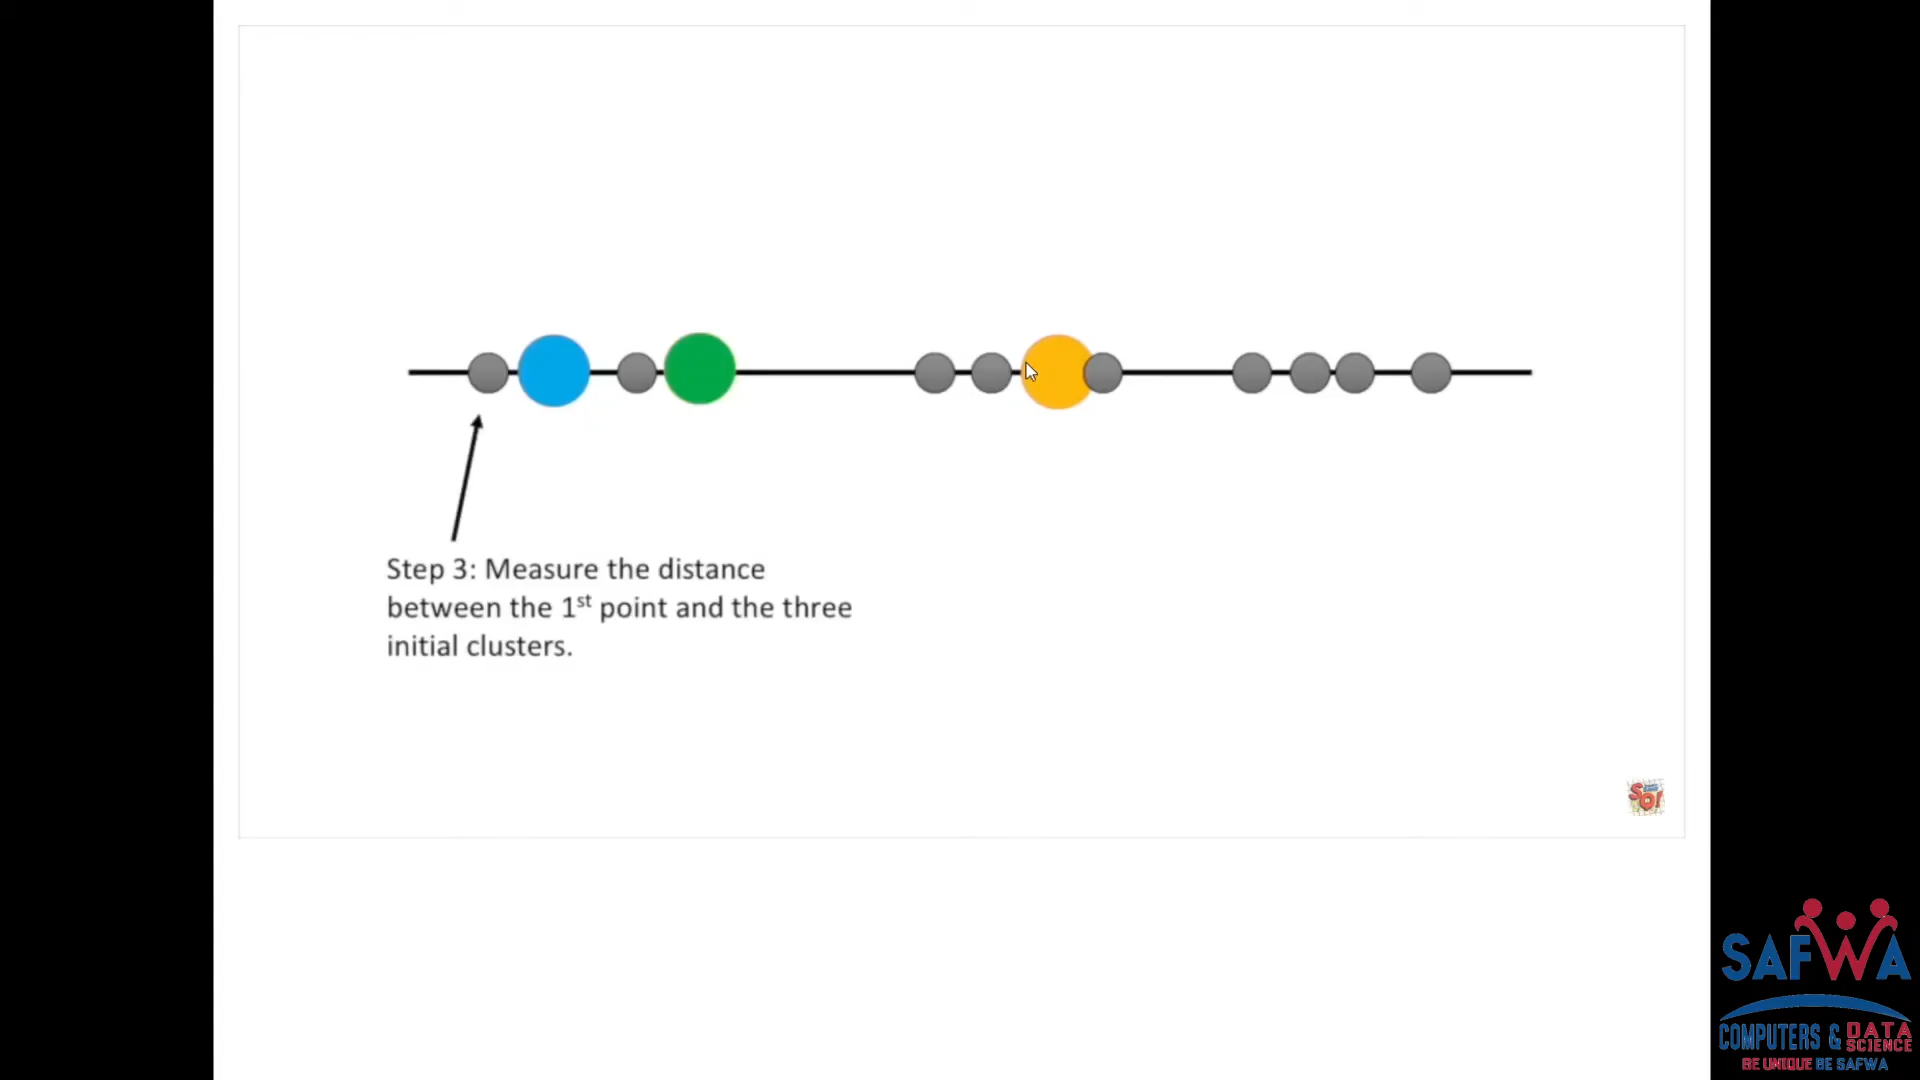 Step 3: Measure the distance
between the 1st point and the three
initial clusters.
SAFWA
COMPUTERS & DATA SCIENCE
BE UNIQUE BE SAFWA